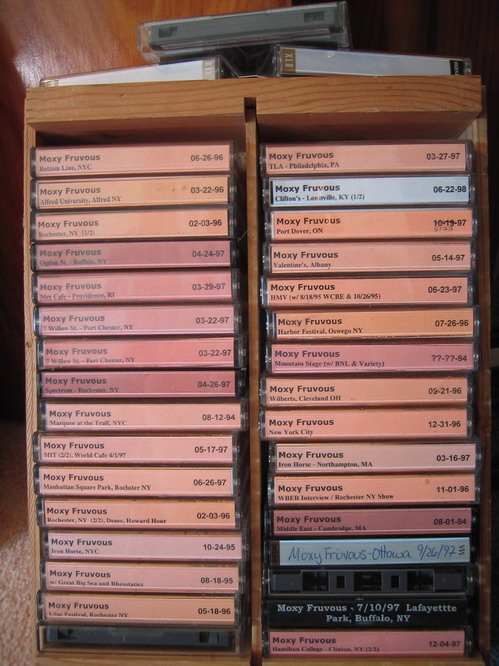 Moxy Fruvous 06-26-96
Bottom Line, NYC
Moxy Fruvous 03-22-96
Alfred University, Alfred NY
Moxy Fruvous 02-03-96
Rochester, NY (1/2)
Moxy Fruvous 04-24-97
Ogden St. - Buffalo, NY
Moxy Fruvous 03-29-97
Met Cafe - Providence, RI
Moxy Fruvous 03-22-97
7 Willow St. - Port Chester, NY
Moxy Fruvous 03-22-97
7 Willow St. - Port Chester, NY
Moxy Fruvous 04-26-97
Spectrum - Rochester, NY
Moxy Fruvous 08-12-94
Marquee at the Tralf, NYC
Moxy Fruvous 05-17-97
MIT (2/2), World Cafe 4/1/97
Moxy Fruvous 06-26-97
Manhattan Square Park, Rochster NY
Moxy Fruvous 02-03-96
Rochester, NY (2/2), Demo, Howard Hour
Moxy Fruvous 10-24-95
Iron Horse, NYC
Moxy Fruvous 08-18-95
w/ Great Big Sea and Rheostatics
Moxy Fruvous 05-18-96
Lilac Festival, Rochester NY
Moxy Fruvous 03-27-97
TLA - Philadelphia, PA
Moxy Fruvous 06-22-98
Clifton's - Louisville, KY (1/2)
Moxy Fruvous 10-19-97
Port Dover, ON
Moxy Fruvous 05-14-97
Valentine's, Albany
Moxy Fruvous 06-23-97
HMV (w/ 8/18/95 WCBE & 10/26/95)
Moxy Fruvous 07-26-96
Harbor Festival, Oswego NY
Moxy Fruvous ??-??-94
Mountain Stage (w/ BNL & Variety)
Moxy Fruvous 09-21-96
Wilberts, Cleveland OH
Moxy Fruvous 12-31-96
New York City
Moxy Fruvous 03-16-97
Iron Horse - Northampton, MA
Moxy Fruvous 11-01-96
WBER Interview / Rochester NY Show
Moxy Fruvous 08-01-94
Middle East - Cambridge, MA
Moxy Fruvous-Ottawa 9/26/97
Moxy Fruvous - 7/10/97 Lafayettte
Park, Buffalo, NY
Moxy Fruvous 12-04-97
Hamilton College - Clinton, NY (2/3)